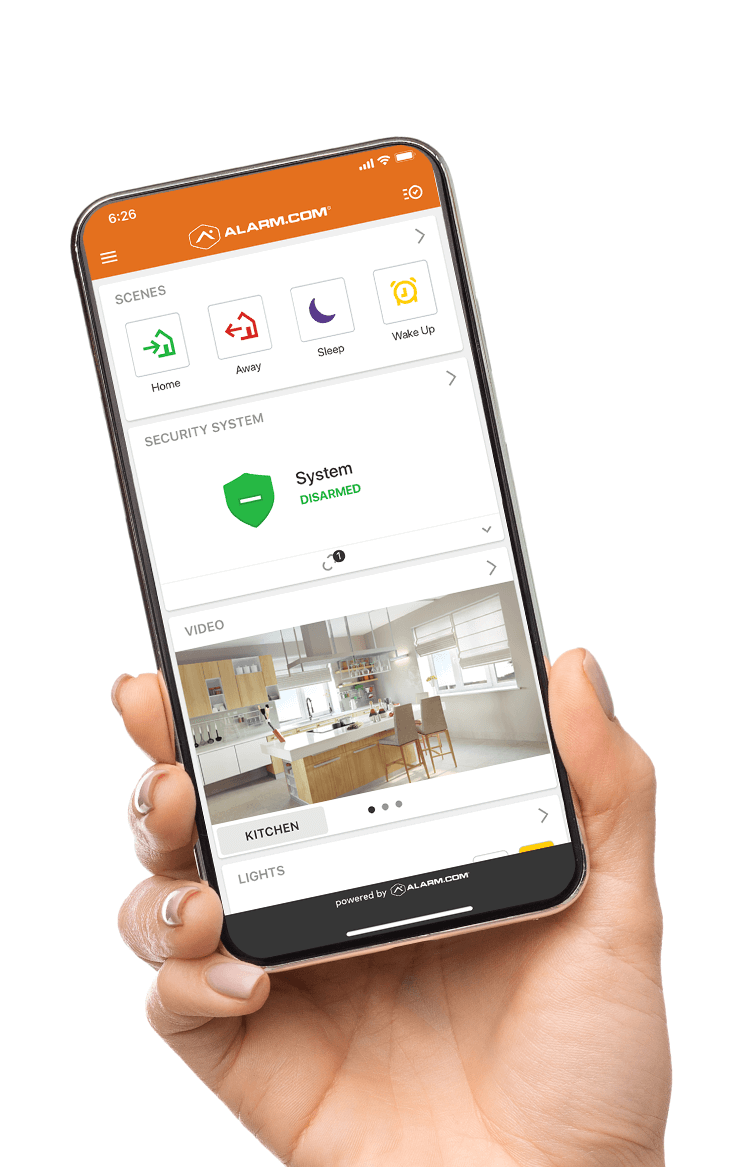 6:26
ALARM.COM®
SCENES
Home
Away
Sleep
Wake Up
SECURITY SYSTEM
System
DISARMED
1
VIDEO
KITCHEN
LIGHTS
powered by ALARM.COM